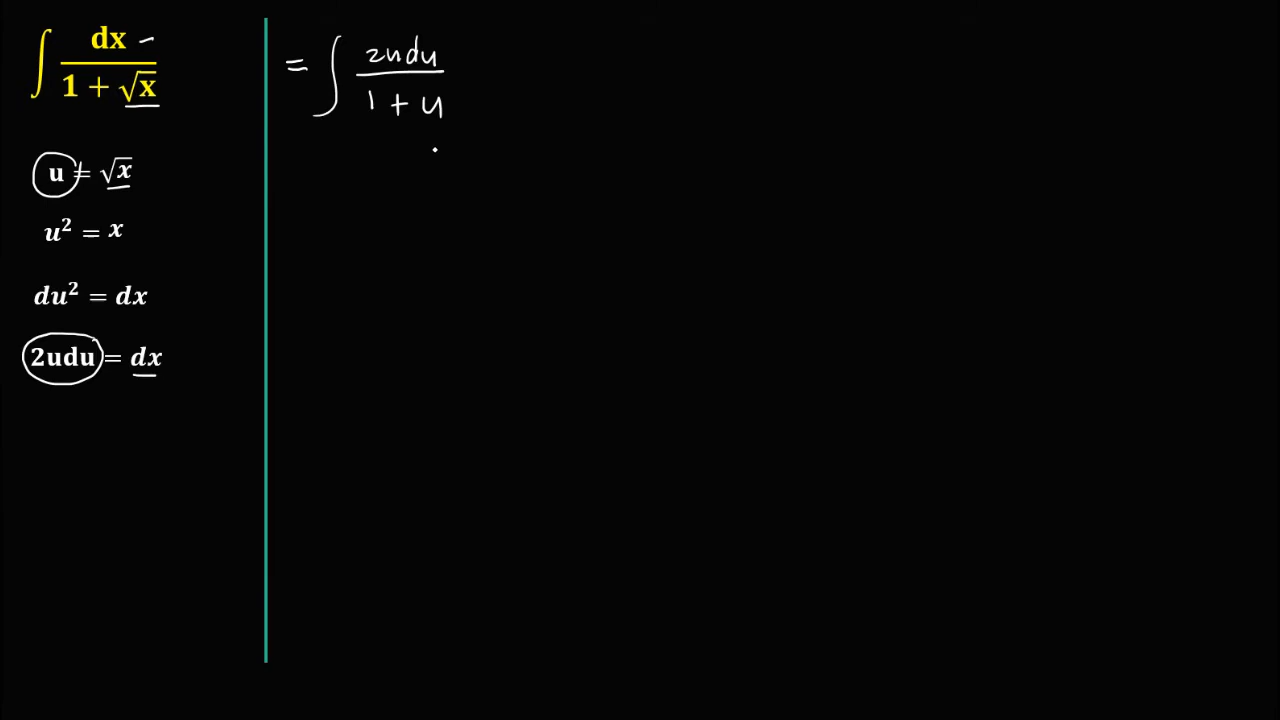 ∫ dx / (1 + √x)
u = √x
u² = x
du² = dx
2udu = dx
= ∫ 2udu / (1 + u)